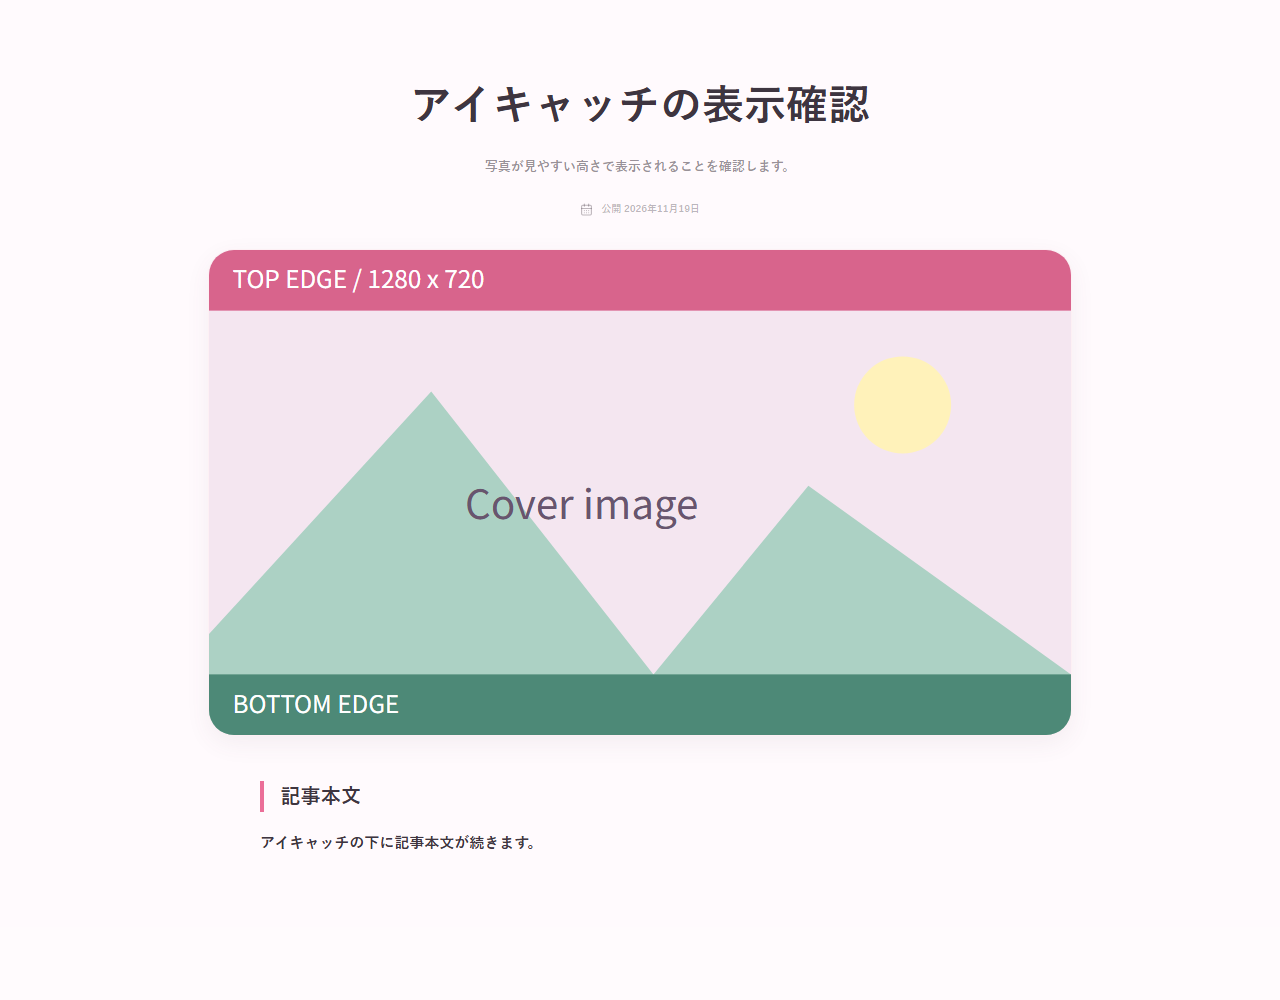 アイキャッチの表示確認
写真が見やすい高さで表示されることを確認します。
公開 2026年11月19日
TOP EDGE / 1280 x 720
Cover image
BOTTOM EDGE
記事本文
アイキャッチの下に記事本文が続きます。